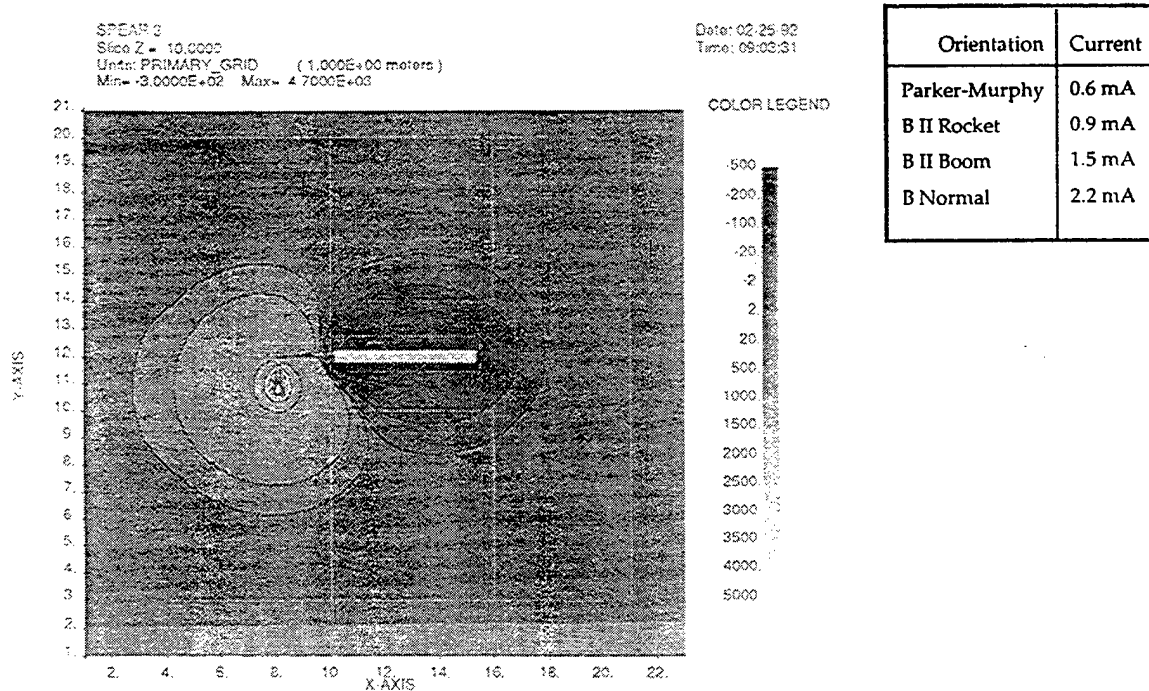 SPEAR 3
Slice Z = 10.0000
Units: PRIMARY_GRID ( 1.000E+00 meters )
Min= -3.0000E+02 Max= 4.7000E+03
Date: 02-25-92
Time: 09:03:31
COLOR LEGEND
-500
-200.
-100.
-20.
-2
2.
20.
500.
1000.
1500.
2000
2500.
3000
3500
4000.
5000
21.
20.
19.
18.
17.
16.
15.
14.
13.
12.
11.
10.
9.
8.
7.
6.
5.
4.
3
2.
1.
Y-AXIS
2. 4. 6. 8. 10 12. 14. 16. 18. 20. 22.
X-AXIS
Orientation Current
Parker-Murphy 0.6 mA
B II Rocket 0.9 mA
B II Boom 1.5 mA
B Normal 2.2 mA